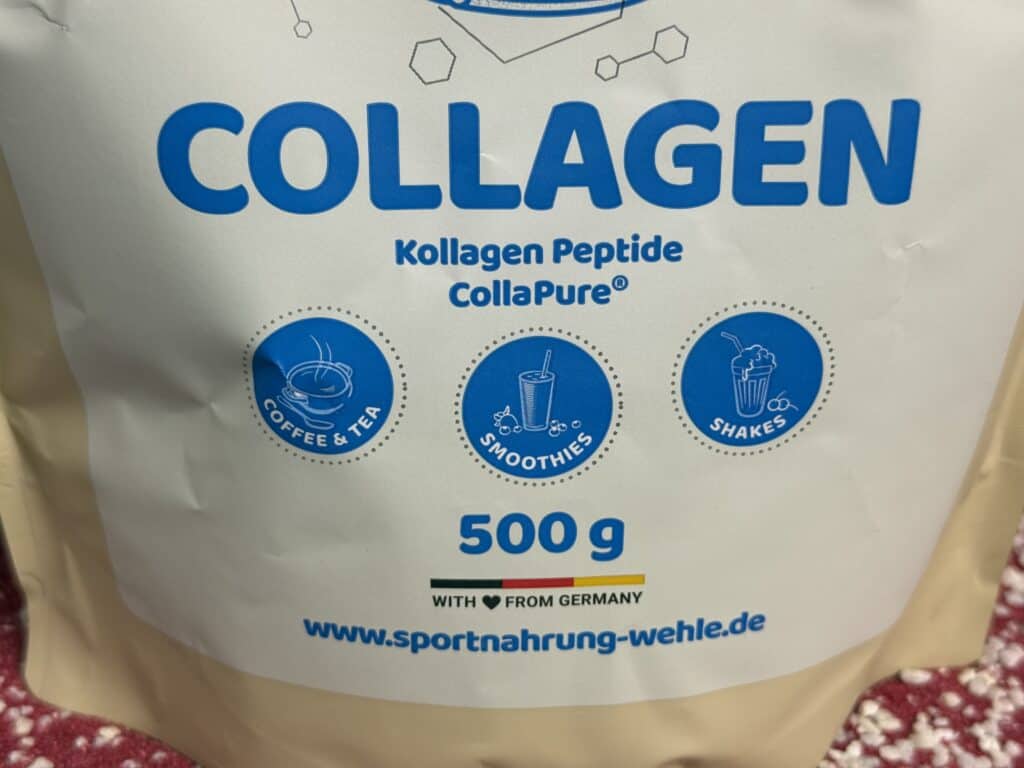 COLLAGEN
Kollagen Peptide
CollaPure®
COFFEE & TEA
SMOOTHIES
SHAKES
500 g
WITH ♥ FROM GERMANY
www.sportnahrung-wehle.de